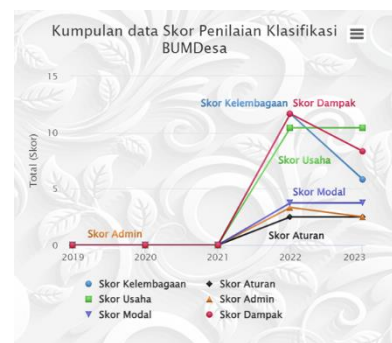 Kumpulan data Skor Penilaian Klasifikasi
BUMDesa
15
Skor Kelembagaan
Skor Dampak
10
Skor Usaha
Total (Skor)
5
Skor Modal
Skor Admin
Skor Aturan
0
2019 2020 2021 2022 2023
Skor Kelembagaan
Skor Aturan
Skor Usaha
Skor Admin
Skor Modal
Skor Dampak